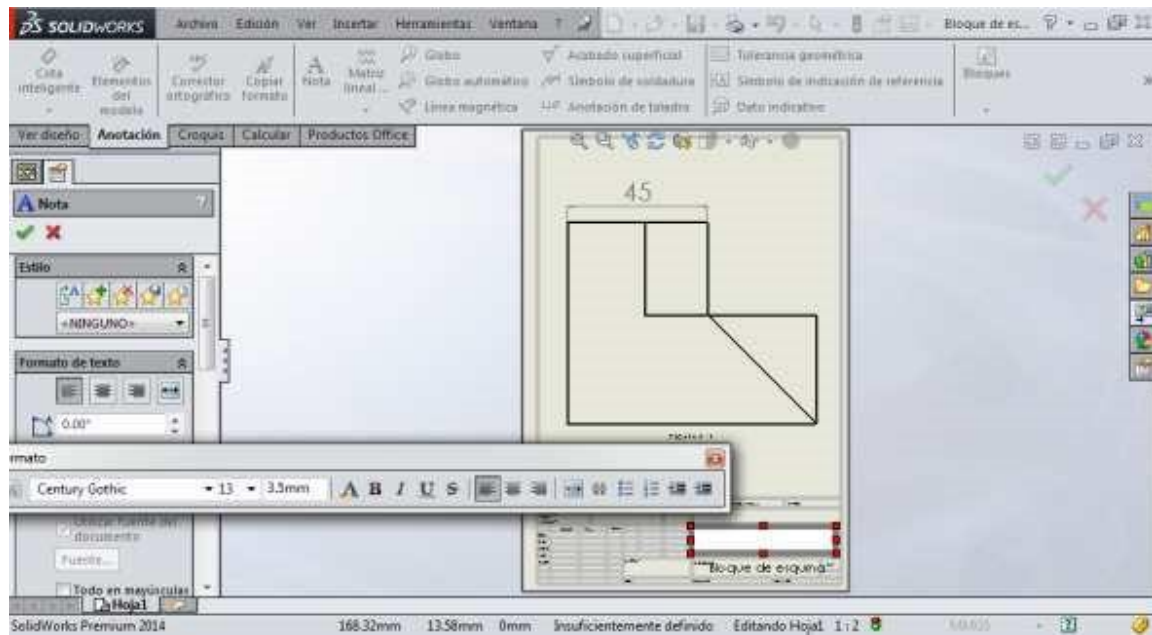 SOLIDWORKS Archivo Edición Ver Insertar Herramientas Ventana ? Bloque de es...
Cota inteligente
Elementos del modelo
Corrector ortográfico
Copiar formato
Nota
Matriz lineal...
Globo
Globo automático
Línea magnética
Acabado superficial
Símbolo de soldadura
Anotación de taladro
Tolerancia geométrica
Símbolo de indicación de referencia
Dato indicativo
Bloques
Ver diseño Anotación Croquis Calcular Productos Office
Nota ?
Estilo
<NINGUNO>
Formato de texto
0.00°
45
rmato
Century Gothic 13 3.5mm A B I U S
documento
Fuente...
Todo en mayúsculas
"Bloque de esquina"
Hoja1
SolidWorks Premium 2014 168.32mm 13.58mm 0mm Insuficientemente definido Editando Hoja1 1:2